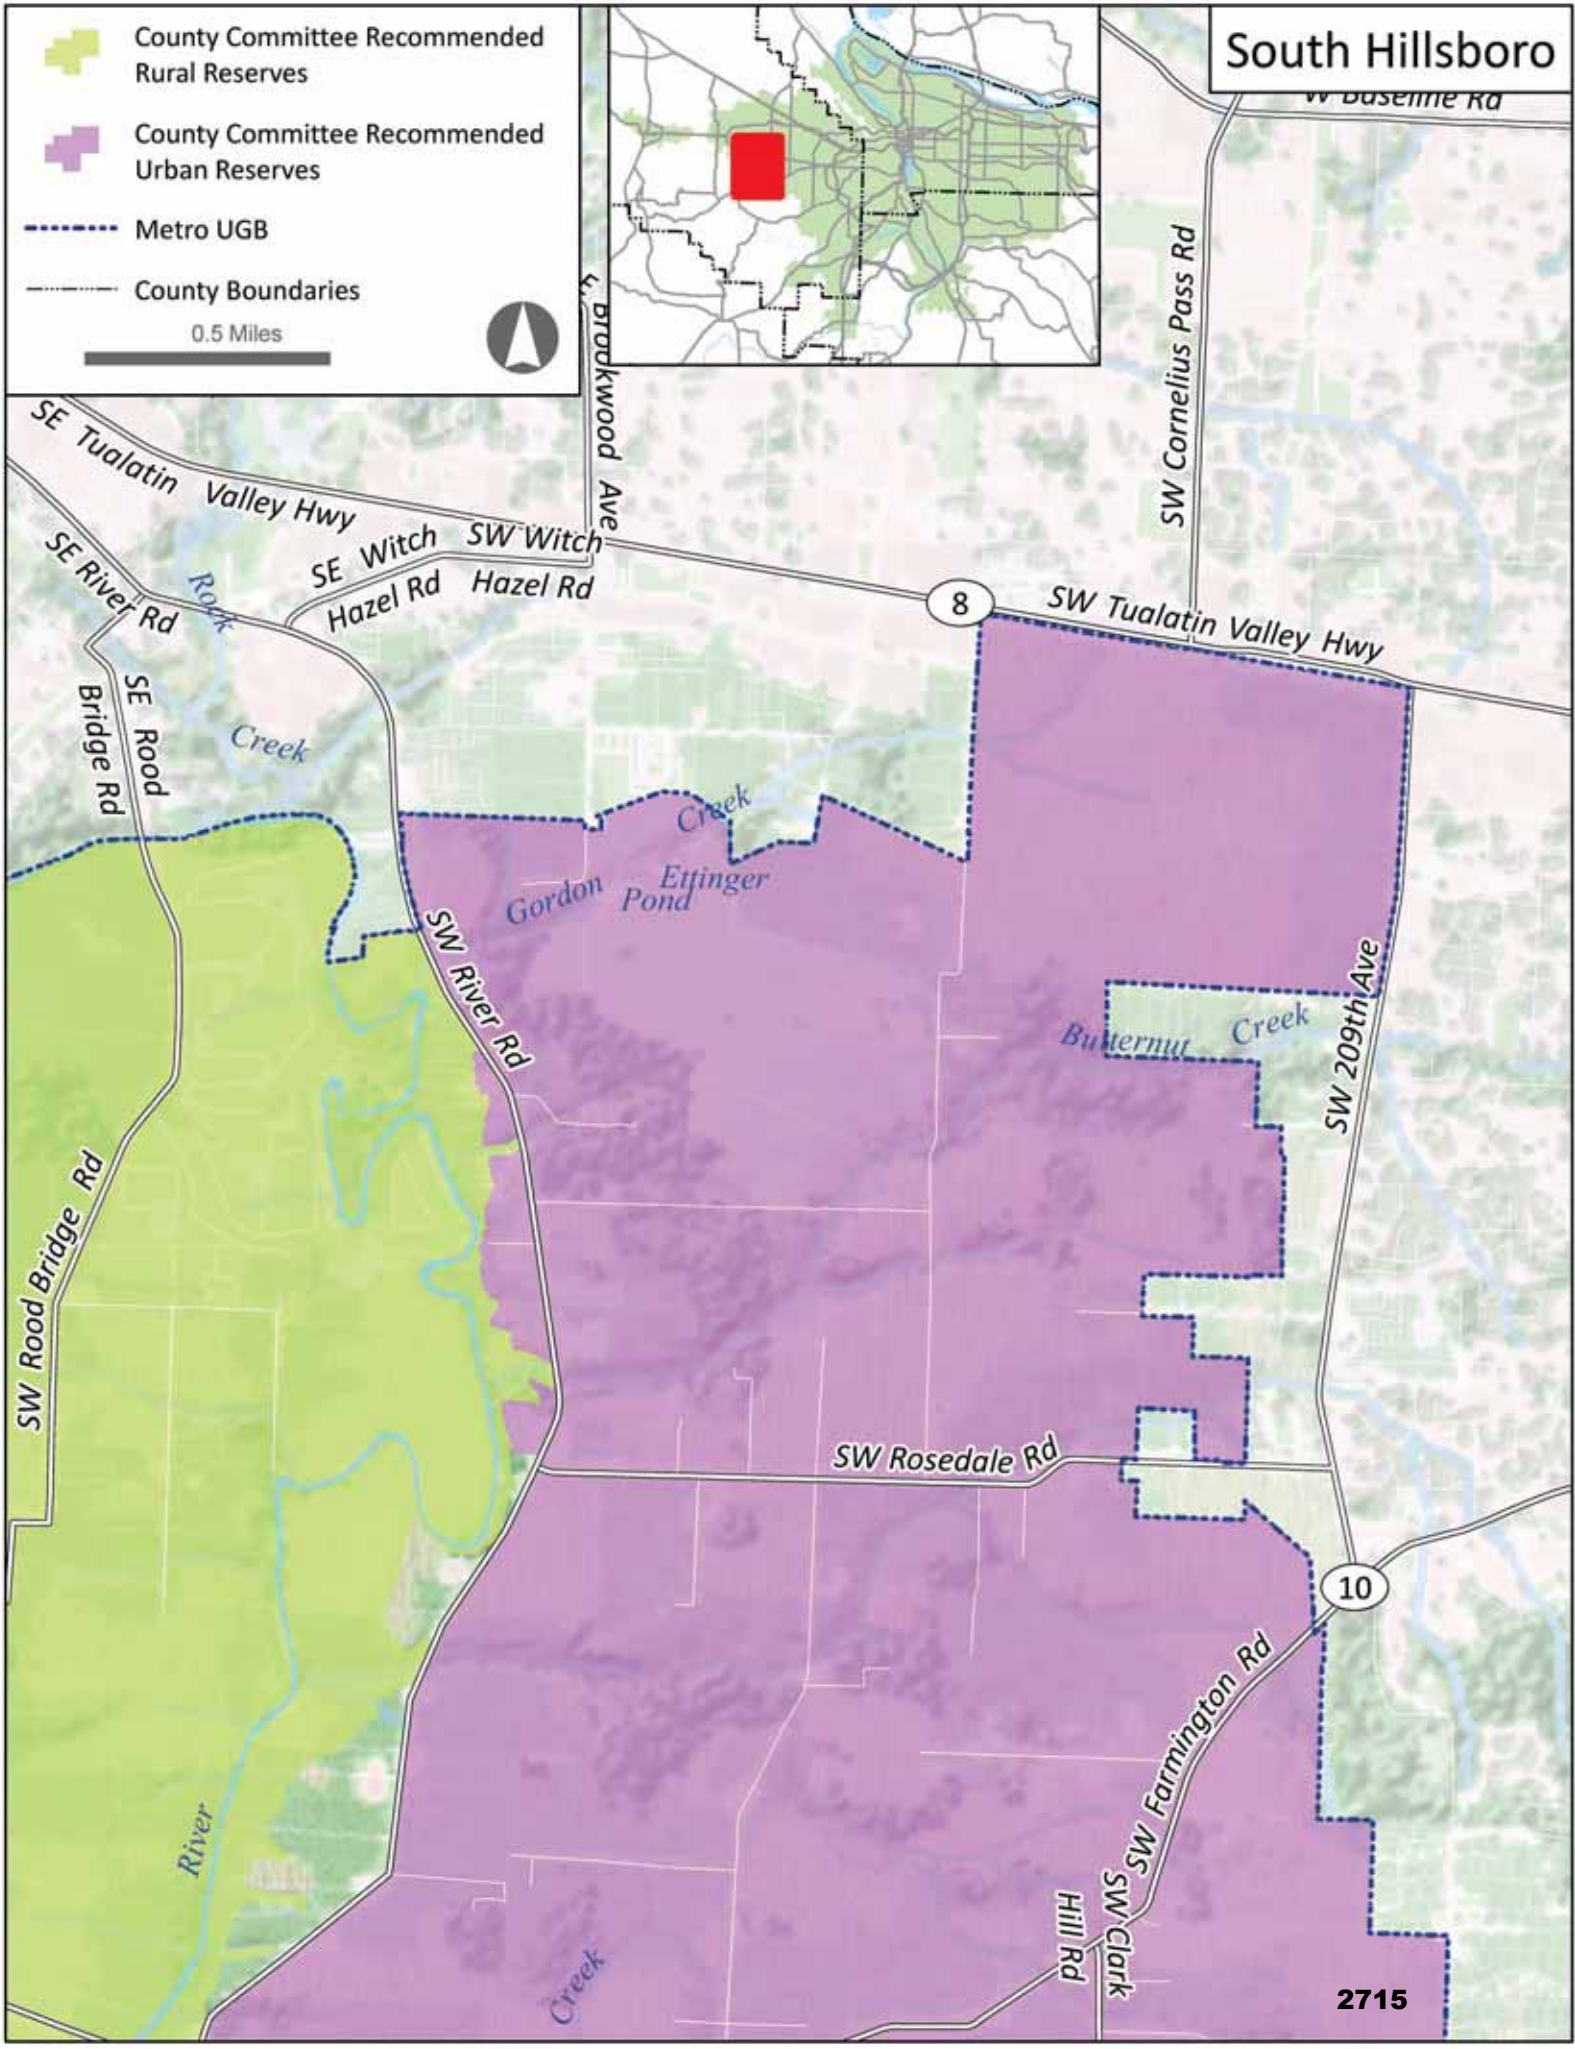 County Committee Recommended
Rural Reserves
County Committee Recommended
Urban Reserves
Metro UGB
County Boundaries
0.5 Miles
South Hillsboro
W Baseline Rd
Brookwood Ave
SW Cornelius Pass Rd
SE Tualatin Valley Hwy
SE River Rd
Rock
Creek
SE Witch
Hazel Rd
SW Witch
Hazel Rd
8
SW Tualatin Valley Hwy
SE Rood
Bridge Rd
Creek
Gordon
Ettinger
Pond
SW River Rd
SW 209th Ave
Butternut Creek
SW Rood Bridge Rd
SW Rosedale Rd
10
SW Farmington Rd
River
SW Clark
Hill Rd
Creek
2715